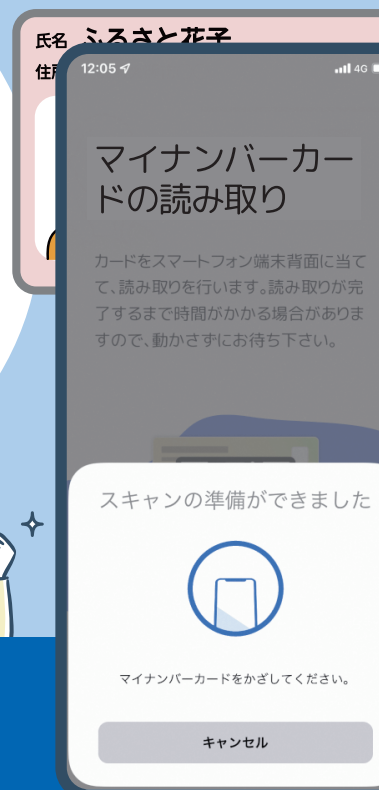 氏名 ふるさと花子
住所
12:05
4G
マイナンバーカー
ドの読み取り
カードをスマートフォン端末背面に当て
て、読み取りを行います。読み取りが完
了するまで時間がかかる場合がありま
すので、動かさずにお待ち下さい。
スキャンの準備ができました
マイナンバーカードをかざしてください。
キャンセル